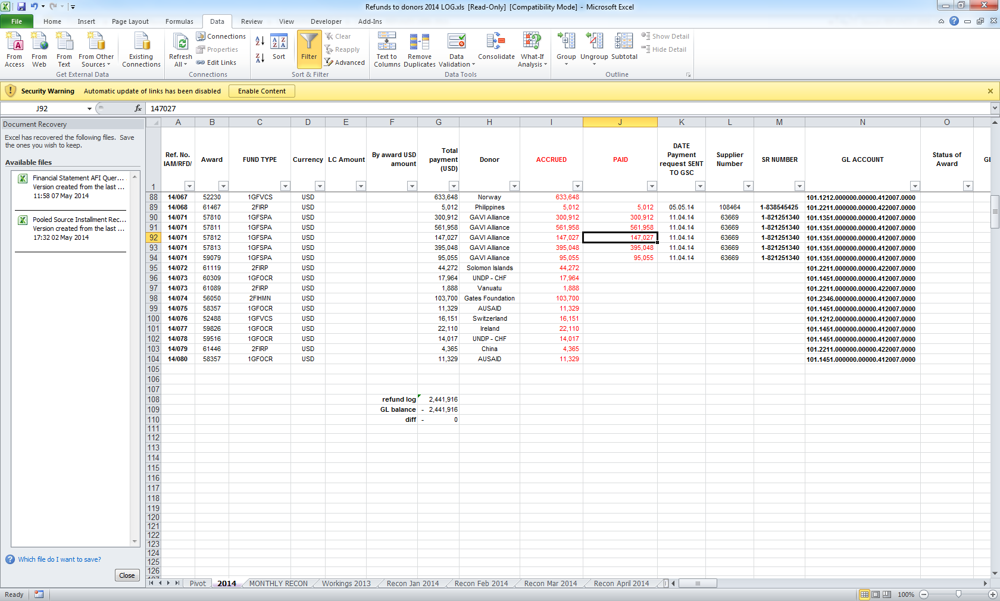 Refunds to donors 2014 LOG.xls [Read-Only] [Compatibility Mode] - Microsoft Excel
File Home Insert Page Layout Formulas Data Review View Developer Add-Ins
From Access From Web From Text From Other Sources Existing Connections
Get External Data
Refresh All Connections Properties Edit Links
Connections
Sort Filter Clear Reapply Advanced
Sort & Filter
Text to Columns Remove Duplicates Data Validation Consolidate What-If Analysis
Data Tools
Group Ungroup Subtotal Show Detail Hide Detail
Outline
Security Warning Automatic update of links has been disabled Enable Content
J92 fx 147027
Document Recovery
Excel has recovered the following files. Save
the ones you wish to keep.
Available files
Financial Statement AFI Quer...
Version created from the last ...
11:58 07 May 2014
Pooled Source Installment Rec...
Version created from the last ...
17:32 02 May 2014
Which file do I want to save?
Close
A B C D E F G H I J K L M N O
1 Ref. No. IAM/RFD/ Award FUND TYPE Currency LC Amount By award USD amount Total payment (USD) Donor ACCRUED PAID DATE Payment request SENT TO GSC Supplier Number SR NUMBER GL ACCOUNT Status of Award GL
88 14/067 52230 1GFVCS USD 633,648 Norway 633,648 101.1212.000000.00000.412007.0000
89 14/068 61467 2FIRP USD 5,012 Philippines 5,012 5,012 05.05.14 108464 1-838545425 101.2211.000000.00000.422007.0000
90 14/071 57810 1GFSPA USD 300,912 GAVI Alliance 300,912 300,912 11.04.14 63669 1-821251340 101.1351.000000.00000.412007.0000
91 14/071 57811 1GFSPA USD 561,958 GAVI Alliance 561,958 561,958 11.04.14 63669 1-821251340 101.1351.000000.00000.412007.0000
92 14/071 57812 1GFSPA USD 147,027 GAVI Alliance 147,027 147,027 11.04.14 63669 1-821251340 101.1351.000000.00000.412007.0000
93 14/071 57813 1GFSPA USD 395,048 GAVI Alliance 395,048 395,048 11.04.14 63669 1-821251340 101.1351.000000.00000.412007.0000
94 14/071 59079 1GFSPA USD 95,055 GAVI Alliance 95,055 95,055 11.04.14 63669 1-821251340 101.1351.000000.00000.412007.0000
95 14/072 61119 2FIRP USD 44,272 Solomon Islands 44,272 101.2211.000000.00000.422007.0000
96 14/073 60309 1GFOCR USD 17,964 UNDP - CHF 17,964 101.1451.000000.00000.412007.0000
97 14/073 61089 2FIRP USD 1,888 Vanuatu 1,888 101.2211.000000.00000.422007.0000
98 14/074 56050 2FIHMN USD 103,700 Gates Foundation 103,700 101.2346.000000.00000.412007.0000
99 14/075 58357 1GFOCR USD 11,329 AUSAID 11,329 101.1451.000000.00000.412007.0000
100 14/076 52488 1GFVCS USD 16,151 Switzerland 16,151 101.1212.000000.00000.412007.0000
101 14/077 59826 1GFOCR USD 22,110 Ireland 22,110 101.1451.000000.00000.412007.0000
102 14/078 59516 1GFOCR USD 14,017 UNDP - CHF 14,017 101.1451.000000.00000.412007.0000
103 14/079 61446 2FIRP USD 4,365 China 4,365 101.2211.000000.00000.422007.0000
104 14/080 58357 1GFOCR USD 11,329 AUSAID 11,329 101.1451.000000.00000.412007.0000
105
106
107
108 refund log 2,441,916
109 GL balance - 2,441,916
110 diff - 0
111
112
113
114
115
116
117
118
119
120
121
122
123
124
125
126
127
Pivot 2014 MONTHLY RECON Workings 2013 Recon Jan 2014 Recon Feb 2014 Recon Mar 2014 Recon April 2014
Ready 100%